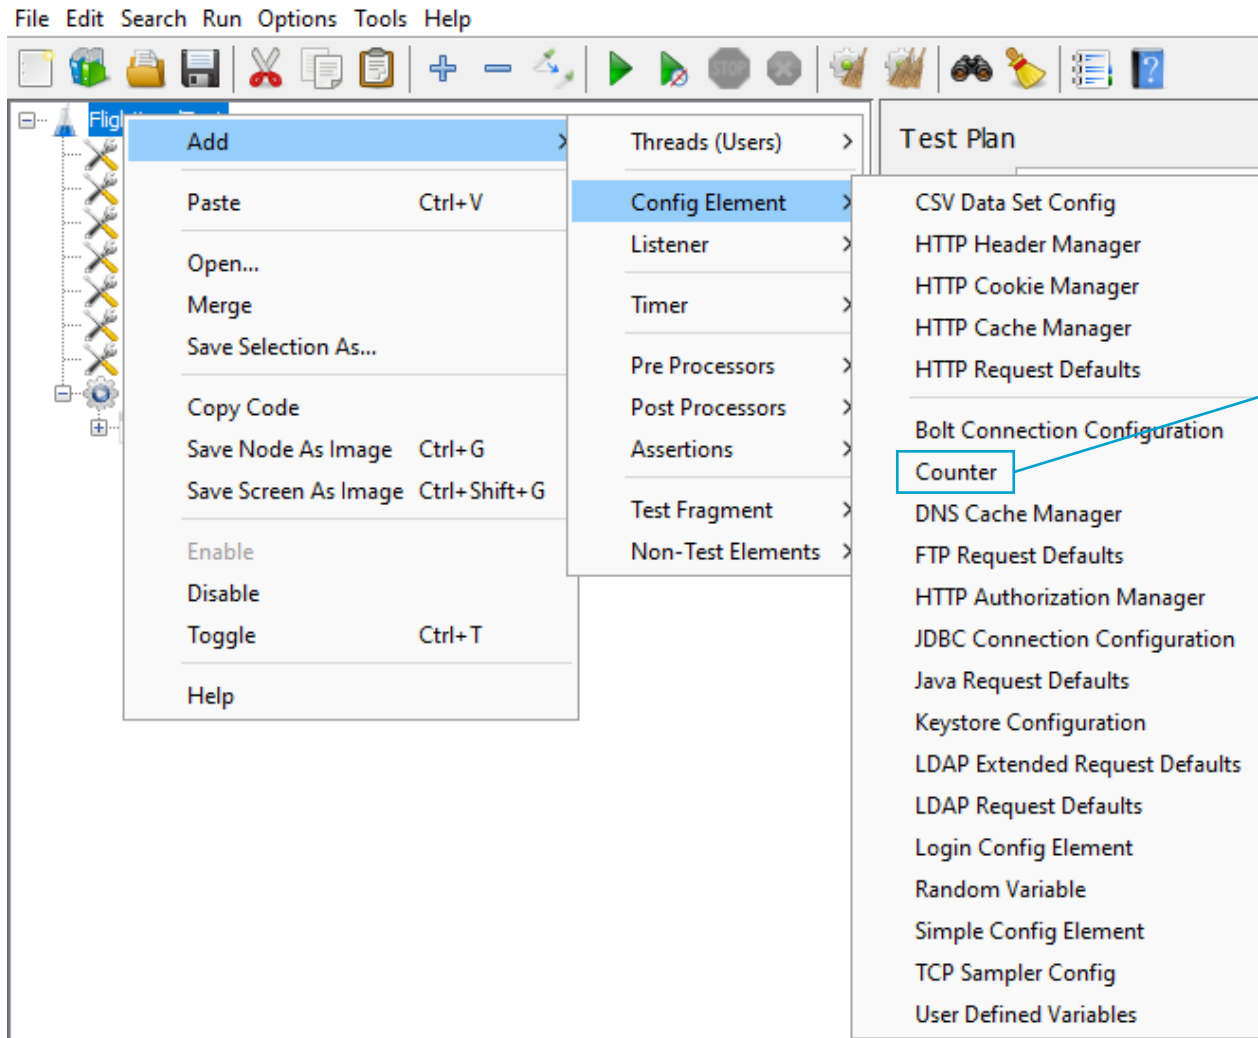 File Edit Search Run Options Tools Help
STOP
Test Plan
Add
Paste Ctrl+V
Open...
Merge
Save Selection As...
Copy Code
Save Node As Image Ctrl+G
Save Screen As Image Ctrl+Shift+G
Enable
Disable
Toggle Ctrl+T
Help
Threads (Users)
Config Element
Listener
Timer
Pre Processors
Post Processors
Assertions
Test Fragment
Non-Test Elements
CSV Data Set Config
HTTP Header Manager
HTTP Cookie Manager
HTTP Cache Manager
HTTP Request Defaults
Bolt Connection Configuration
Counter
DNS Cache Manager
FTP Request Defaults
HTTP Authorization Manager
JDBC Connection Configuration
Java Request Defaults
Keystore Configuration
LDAP Extended Request Defaults
LDAP Request Defaults
Login Config Element
Random Variable
Simple Config Element
TCP Sampler Config
User Defined Variables